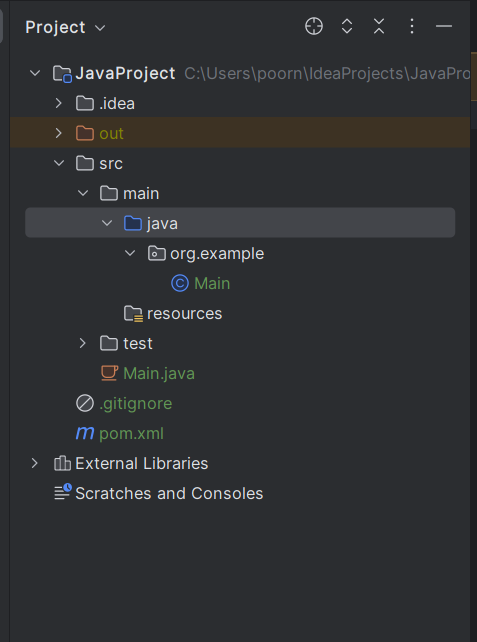 Project
JavaProject C:\Users\poorn\IdeaProjects\JavaPro
.idea
out
src
main
java
org.example
Main
resources
test
Main.java
.gitignore
pom.xml
External Libraries
Scratches and Consoles